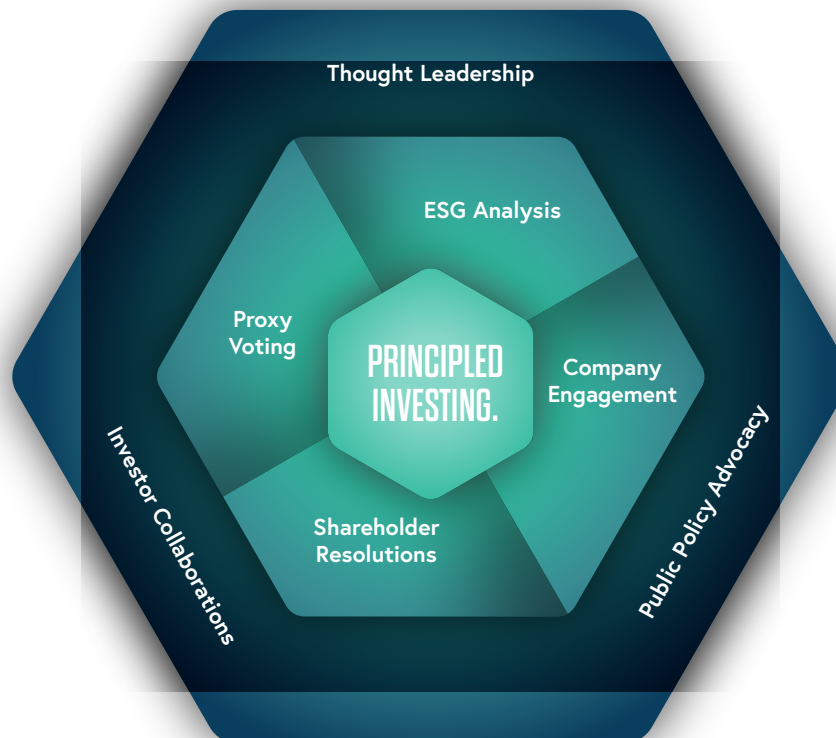 Thought Leadership
ESG Analysis
Proxy
Voting
PRINCIPLED
INVESTING.
Company
Engagement
Shareholder
Resolutions
Investor Collaborations
Public Policy Advocacy